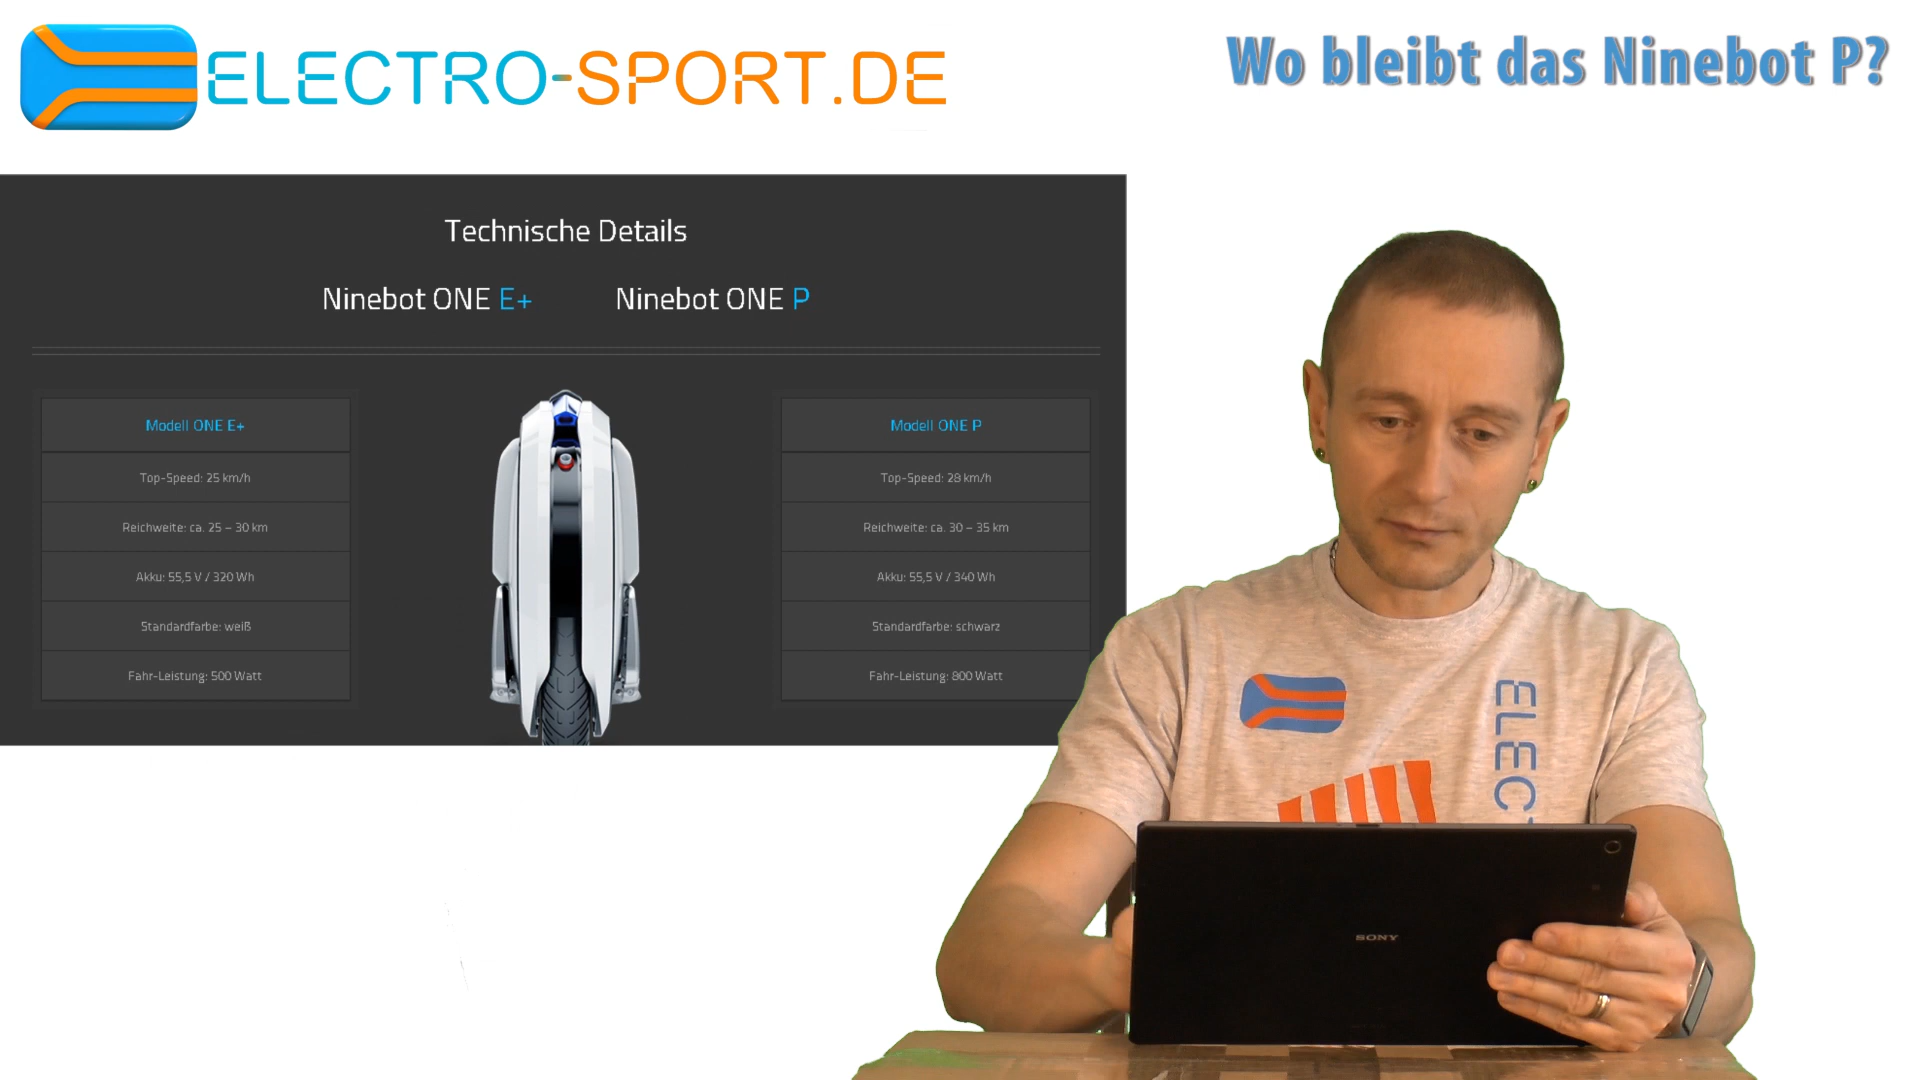 ELECTRO-SPORT.DE
Wo bleibt das Ninebot P?
Technische Details
Ninebot ONE E+
Ninebot ONE P
Modell ONE E+
Top-Speed: 25 km/h
Reichweite: ca. 25 – 30 km
Akku: 55,5 V / 320 Wh
Standardfarbe: weiß
Fahr-Leistung: 500 Watt
Modell ONE P
Top-Speed: 28 km/h
Reichweite: ca. 30 – 35 km
Akku: 55,5 V / 340 Wh
Standardfarbe: schwarz
Fahr-Leistung: 800 Watt
ELEC
SONY